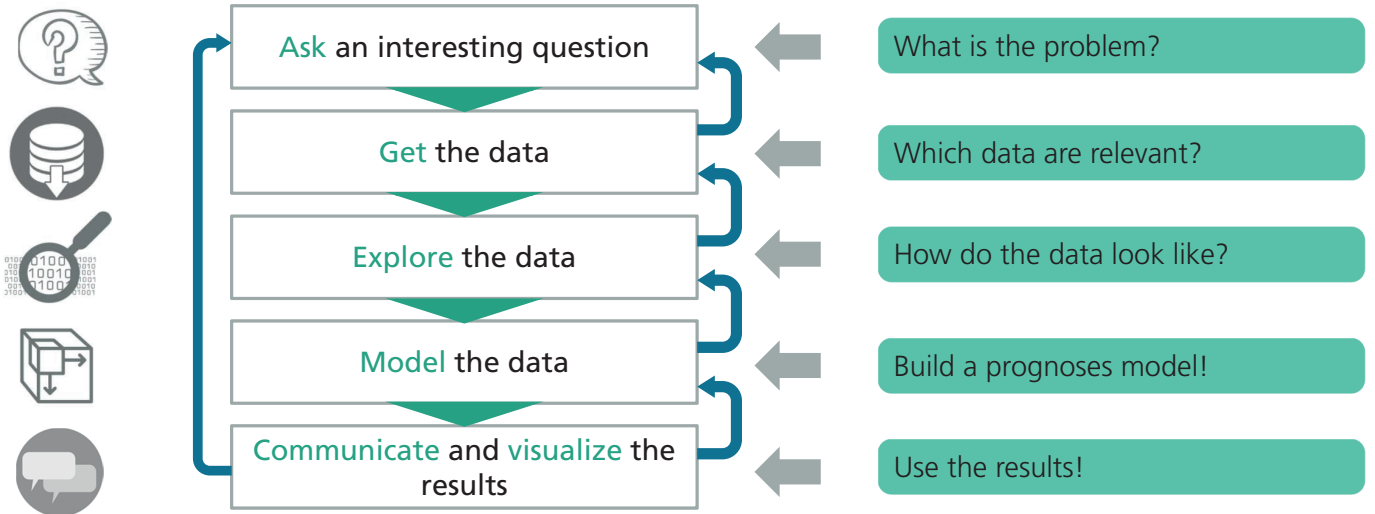 Ask an interesting question
What is the problem?
Get the data
Which data are relevant?
Explore the data
How do the data look like?
Model the data
Build a prognoses model!
Communicate and visualize the
results
Use the results!